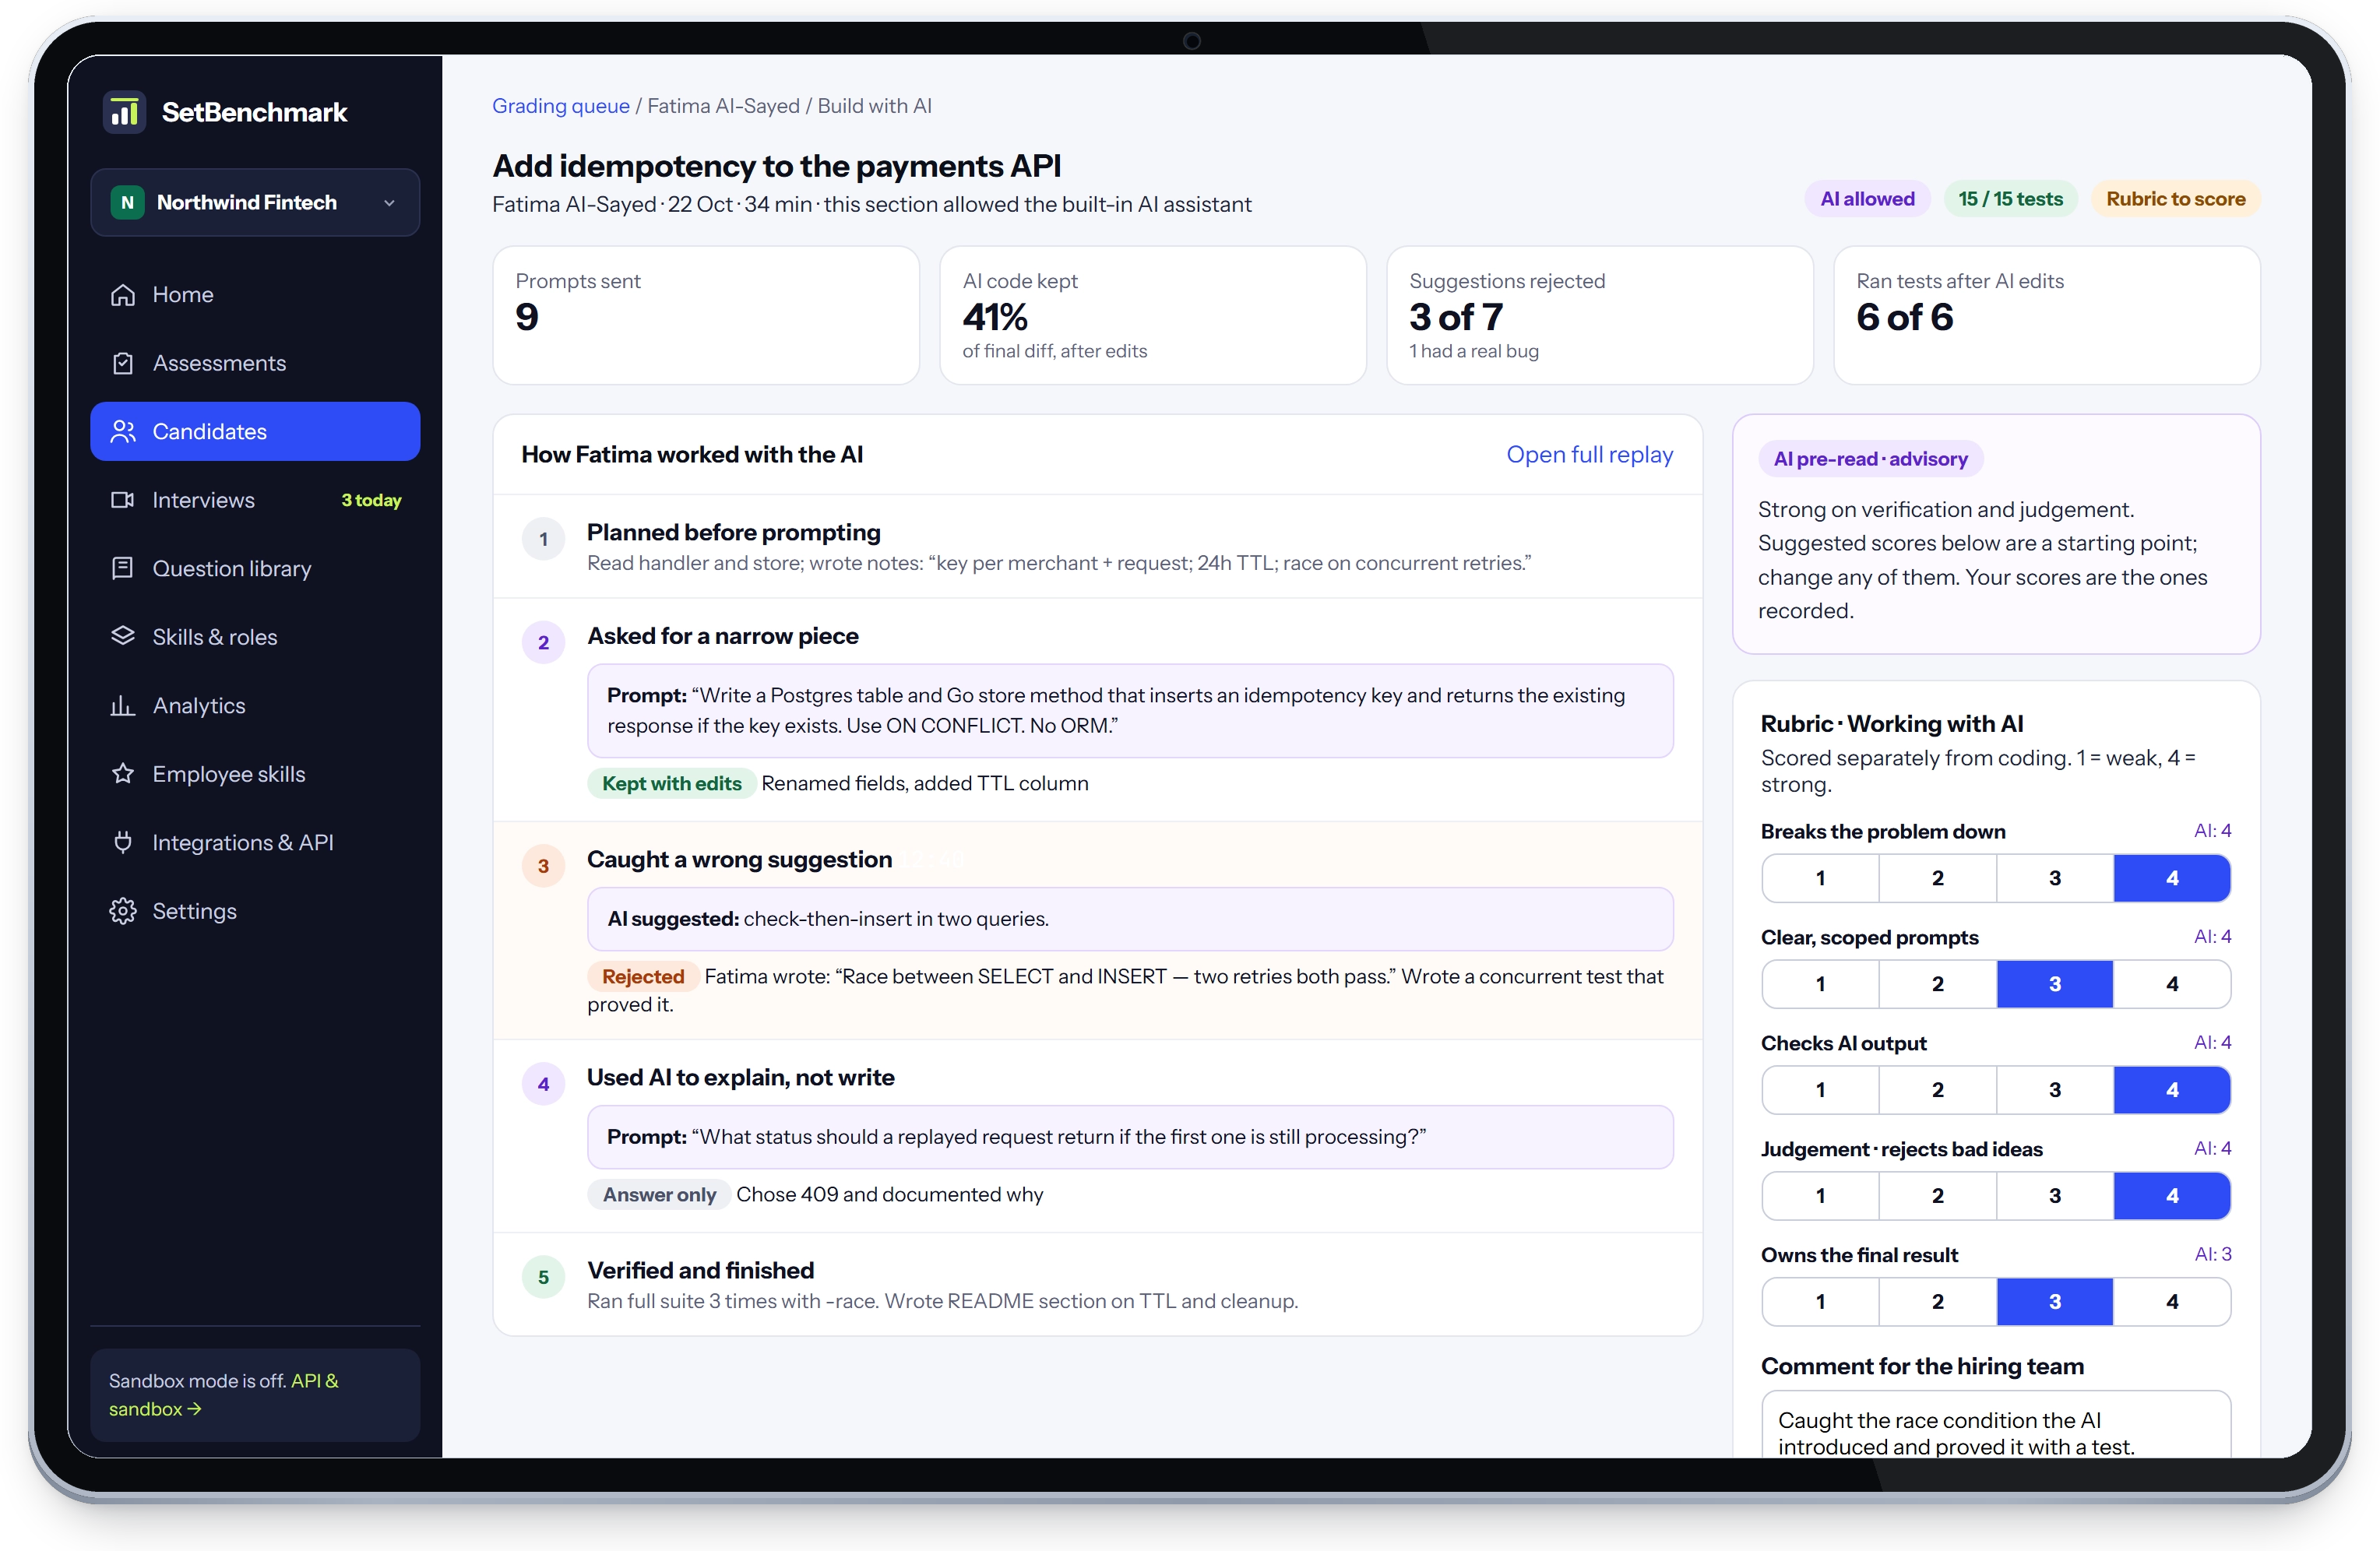 SetBenchmark
N Northwind Fintech
Home
Assessments
Candidates
Interviews 3 today
Question library
Skills & roles
Analytics
Employee skills
Integrations & API
Settings
Sandbox mode is off. API &
sandbox →
Grading queue / Fatima Al-Sayed / Build with AI
Add idempotency to the payments API
Fatima Al-Sayed · 22 Oct · 34 min · this section allowed the built-in AI assistant
AI allowed
15 / 15 tests
Rubric to score
Prompts sent
9
AI code kept
41%
of final diff, after edits
Suggestions rejected
3 of 7
1 had a real bug
Ran tests after AI edits
6 of 6
How Fatima worked with the AI
Open full replay
1 Planned before prompting
Read handler and store; wrote notes: “key per merchant + request; 24h TTL; race on concurrent retries.”
2 Asked for a narrow piece
Prompt: “Write a Postgres table and Go store method that inserts an idempotency key and returns the existing
response if the key exists. Use ON CONFLICT. No ORM.”
Kept with edits Renamed fields, added TTL column
3 Caught a wrong suggestion
AI suggested: check-then-insert in two queries.
Rejected Fatima wrote: “Race between SELECT and INSERT — two retries both pass.” Wrote a concurrent test that
proved it.
4 Used AI to explain, not write
Prompt: “What status should a replayed request return if the first one is still processing?”
Answer only Chose 409 and documented why
5 Verified and finished
Ran full suite 3 times with -race. Wrote README section on TTL and cleanup.
AI pre-read · advisory
Strong on verification and judgement.
Suggested scores below are a starting point;
change any of them. Your scores are the ones
recorded.
Rubric · Working with AI
Scored separately from coding. 1 = weak, 4 =
strong.
Breaks the problem down AI: 4
1 2 3 4
Clear, scoped prompts AI: 4
1 2 3 4
Checks AI output AI: 4
1 2 3 4
Judgement · rejects bad ideas AI: 4
1 2 3 4
Owns the final result AI: 3
1 2 3 4
Comment for the hiring team
Caught the race condition the AI
introduced and proved it with a test.